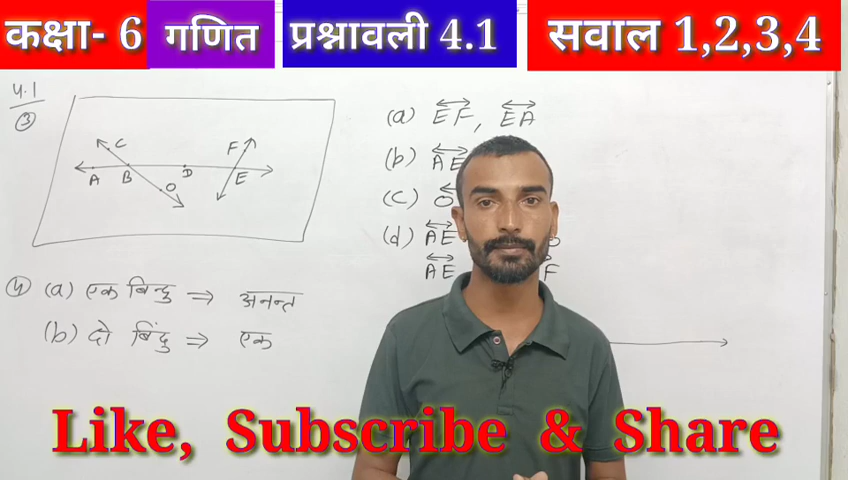 कक्षा- 6 गणित प्रश्नावली 4.1 सवाल 1,2,3,4
4.1
③
C
F
A B D E
O
(a) EF, EA
(b) AE
(c) O
(d) AE
AE F
④ (a) एक बिन्दु ⇒ अनन्त
(b) दो बिंदु ⇒ एक
Like, Subscribe & Share